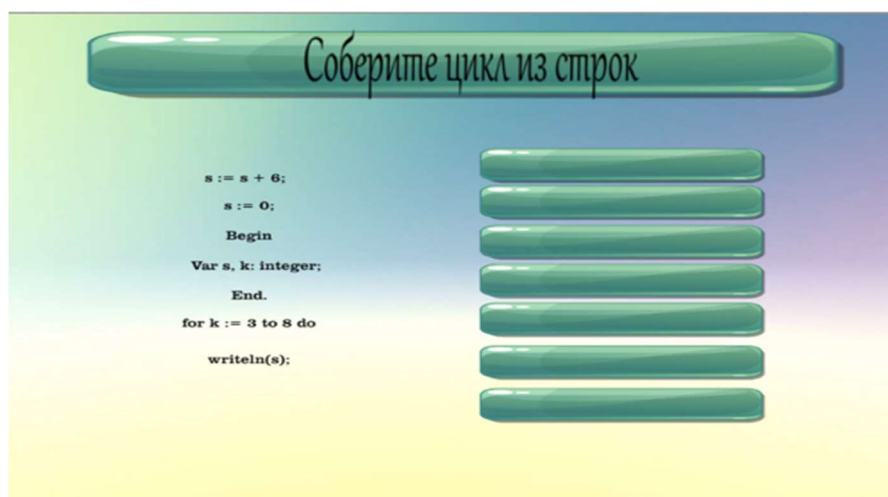 Соберите цикл из строк
s := s + 6;
s := 0;
Begin
Var s, k: integer;
End.
for k := 3 to 8 do
writeln(s);